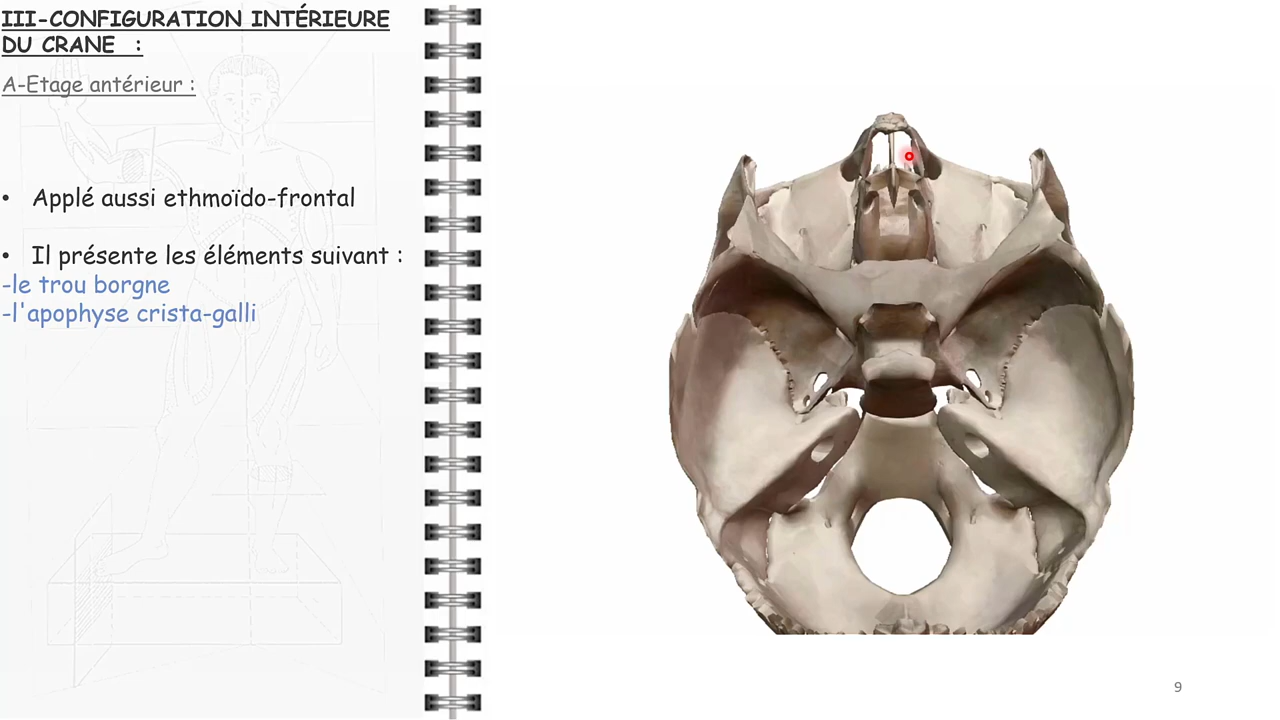 III-CONFIGURATION INTÉRIEURE
DU CRANE :
A-Etage antérieur :
• Applé aussi ethmoïdo-frontal
• Il présente les éléments suivant :
-le trou borgne
-l'apophyse crista-galli
9